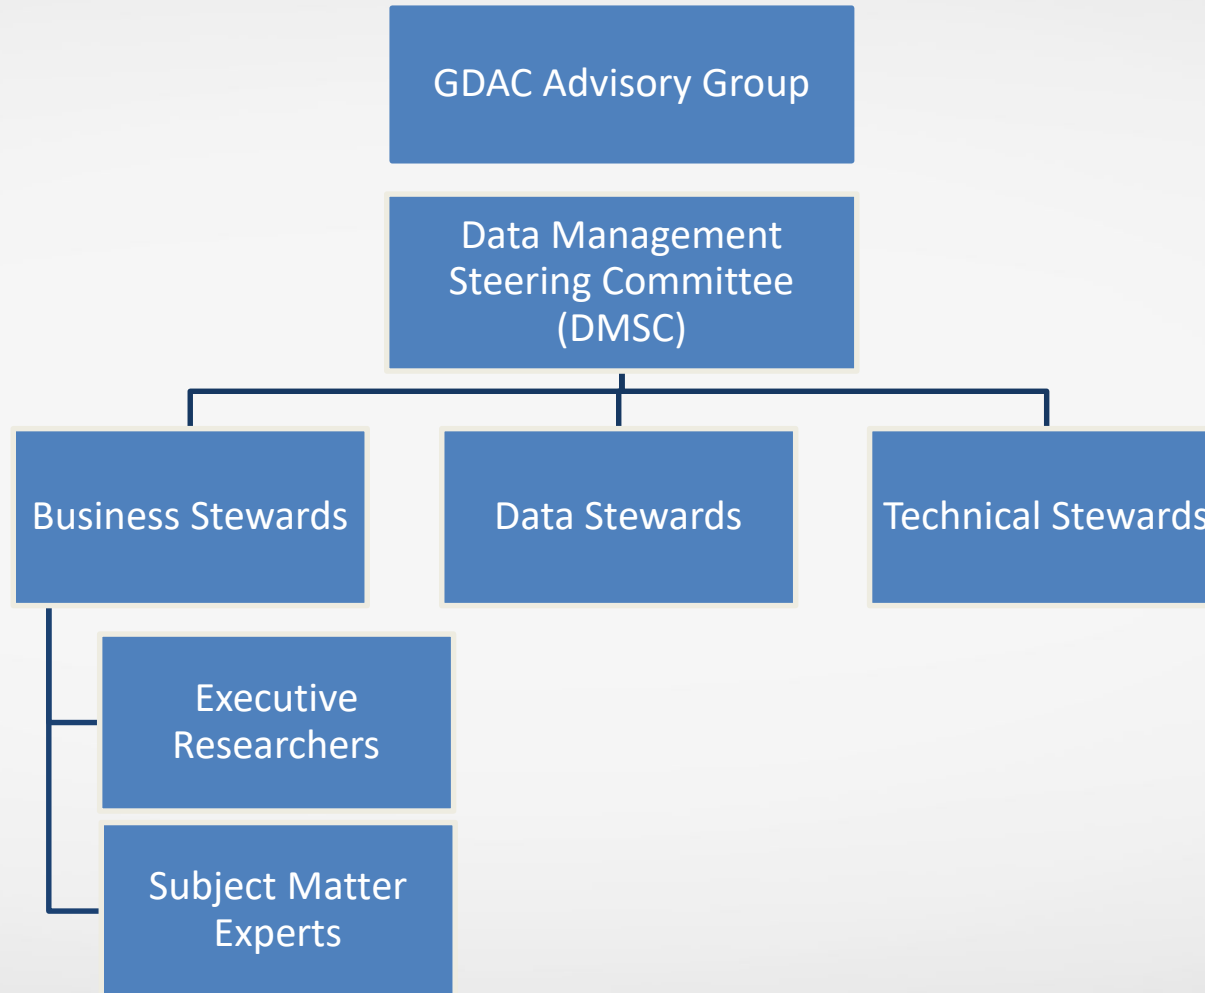 GDAC Advisory Group
Data Management
Steering Committee
(DMSC)
Business Stewards
Data Stewards
Technical Stewards
Executive
Researchers
Subject Matter
Experts